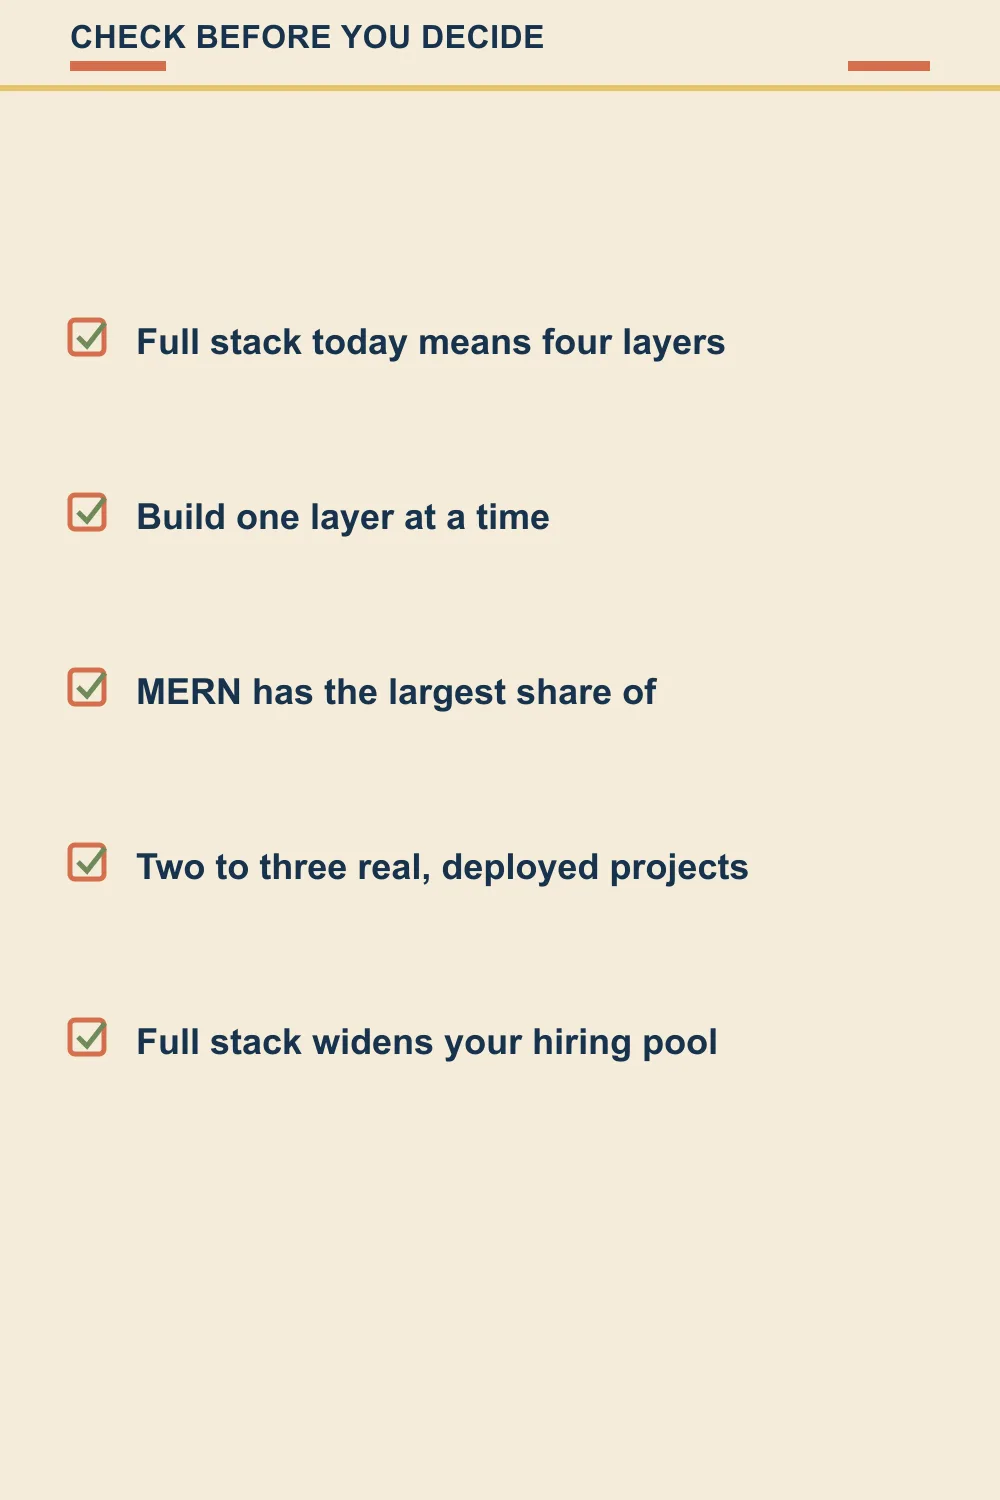 CHECK BEFORE YOU DECIDE
Full stack today means four layers
Build one layer at a time
MERN has the largest share of
Two to three real, deployed projects
Full stack widens your hiring pool